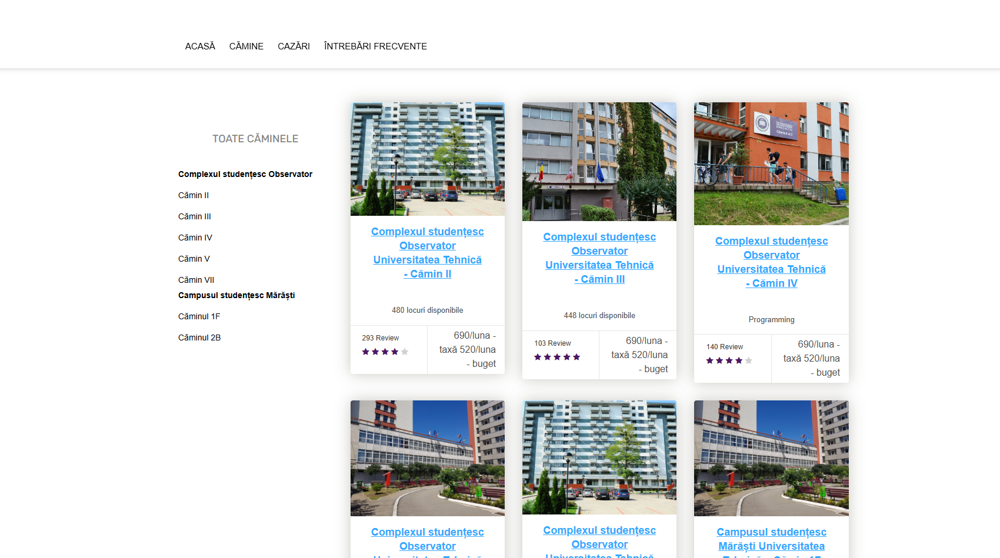 ACASĂ CĂMINE CAZĂRI ÎNTREBĂRI FRECVENTE
TOATE CĂMINELE
Complexul studențesc Observator
Cămin II
Cămin III
Cămin IV
Cămin V
Cămin VII
Campusul studențesc Mărăști
Căminul 1F
Căminul 2B
Complexul studențesc
Observator
Universitatea Tehnică
- Cămin II
480 locuri disponibile
293 Review
690/luna -
taxă 520/luna
- buget
Complexul studențesc
Observator
Universitatea Tehnică
- Cămin III
448 locuri disponibile
103 Review
690/luna -
taxă 520/luna
- buget
Complexul studențesc
Observator
Universitatea Tehnică
- Cămin IV
Programming
140 Review
690/luna -
taxă 520/luna
- buget
Complexul studențesc
Observator
Complexul studențesc
Observator
Campusul studențesc
Mărăști Universitatea